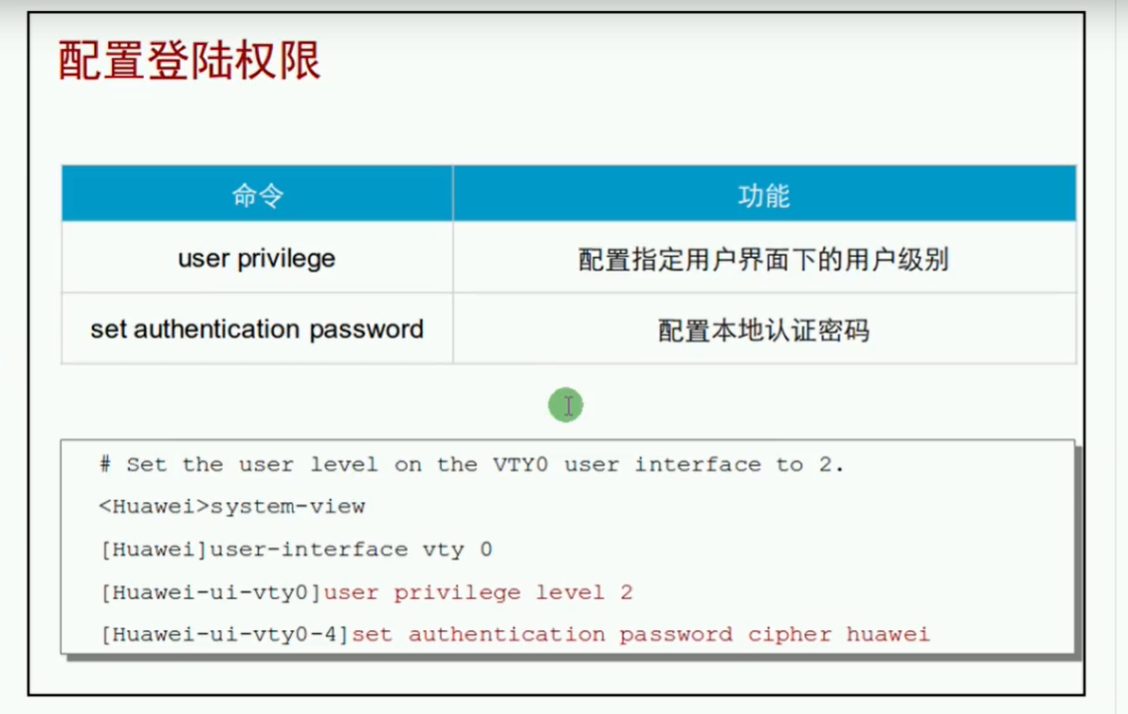 配置登陆权限
命令 功能
user privilege 配置指定用户界面下的用户级别
set authentication password 配置本地认证密码
# Set the user level on the VTY0 user interface to 2.
<Huawei>system-view
[Huawei]user-interface vty 0
[Huawei-ui-vty0]user privilege level 2
[Huawei-ui-vty0-4]set authentication password cipher huawei